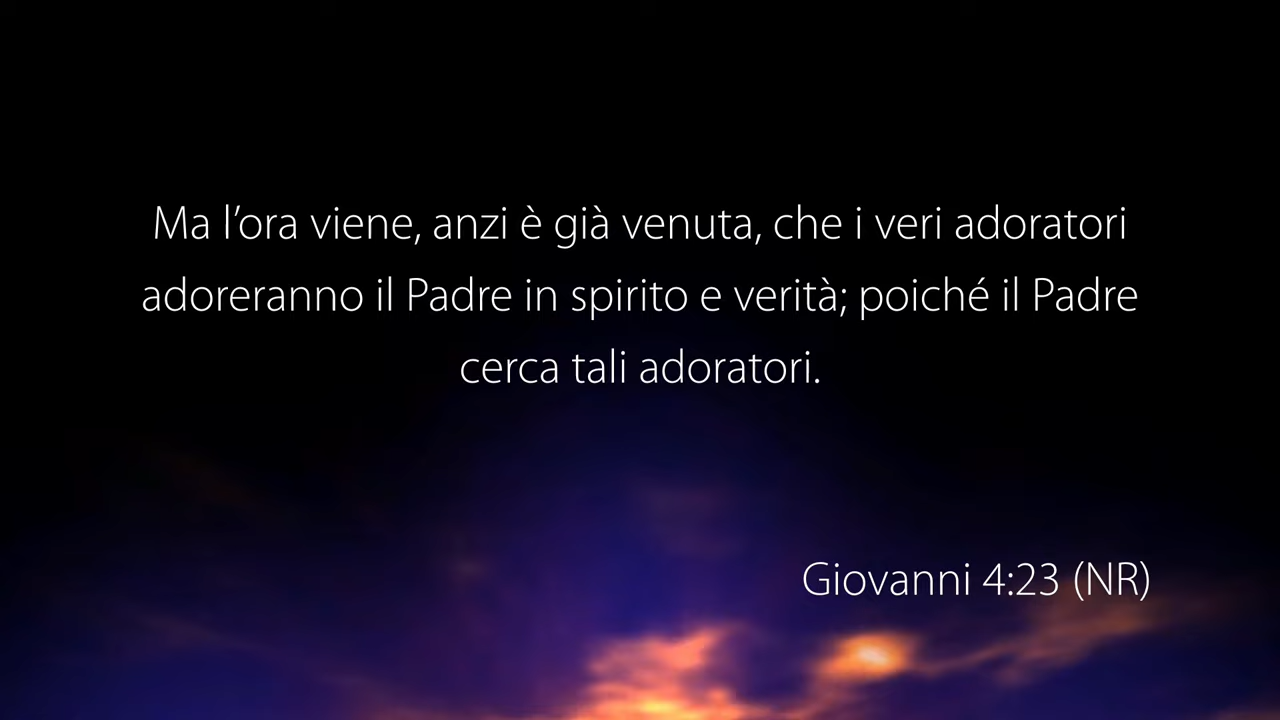 Ma l’ora viene, anzi è già venuta, che i veri adoratori
adoreranno il Padre in spirito e verità; poiché il Padre
cerca tali adoratori.
Giovanni 4:23 (NR)